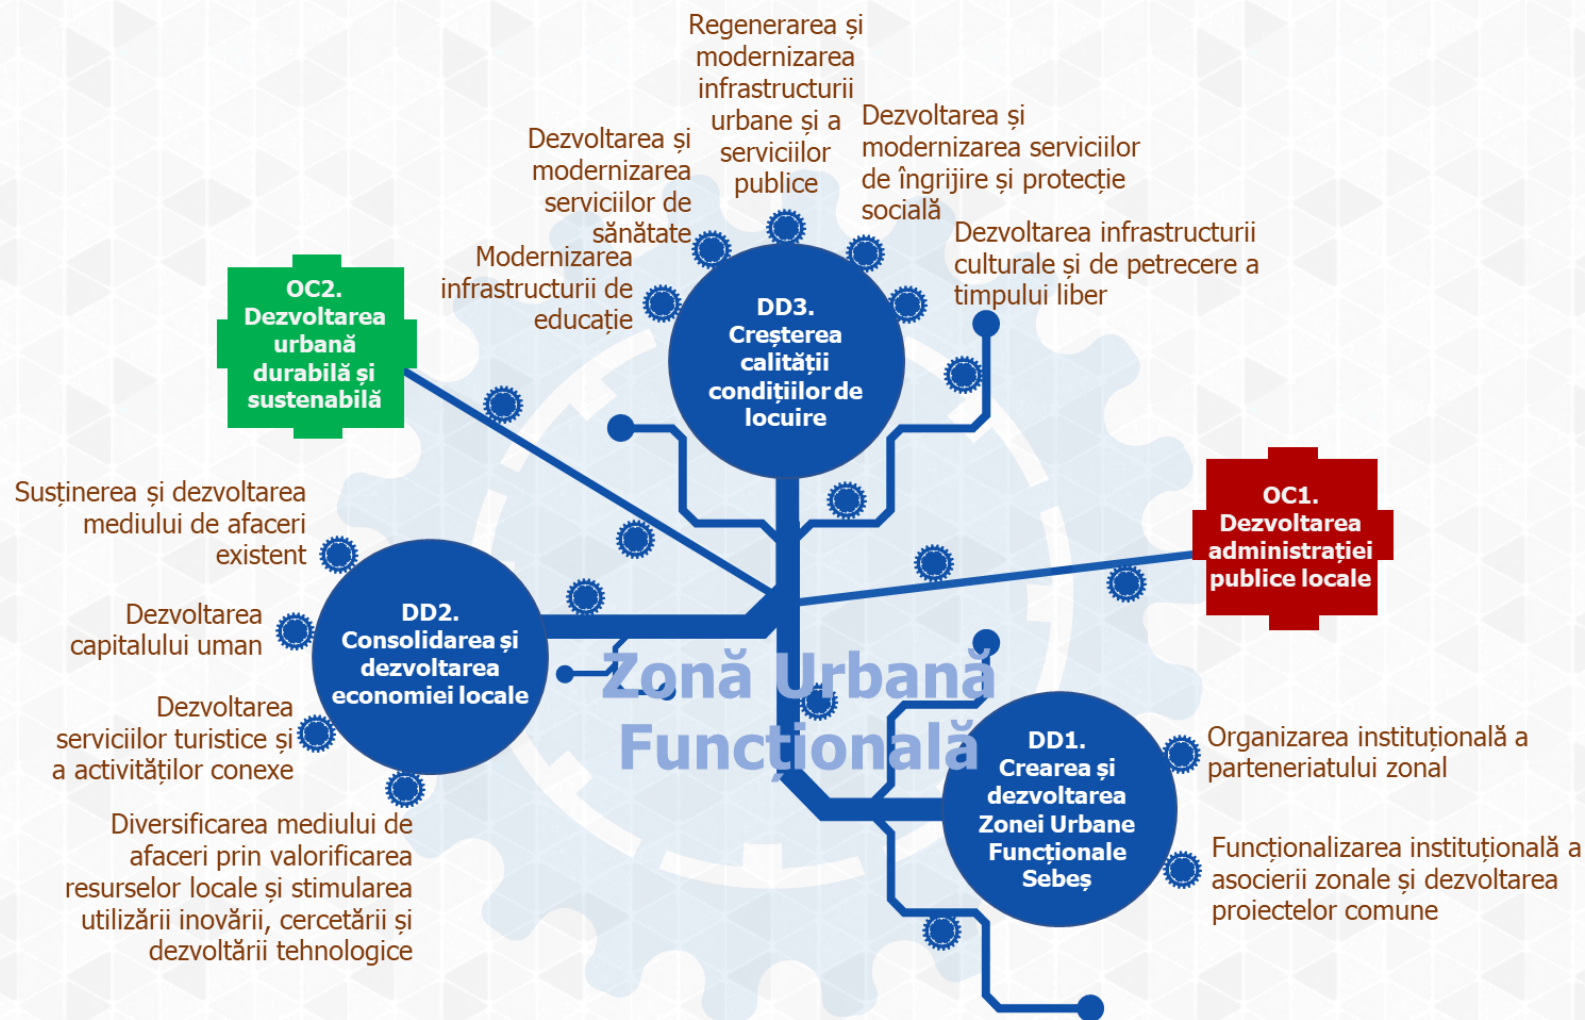 Regenerarea și
modernizarea
infrastructurii
urbane și a
serviciilor
publice
Dezvoltarea și
modernizarea
serviciilor de
sănătate
Dezvoltarea și
modernizarea serviciilor
de îngrijire și protecție
socială
Modernizarea
infrastructurii de
educație
Dezvoltarea infrastructurii
culturale și de petrecere a
timpului liber
OC2.
Dezvoltarea
urbană
durabilă și
sustenabilă
DD3.
Creșterea
calității
condițiilor de
locuire
OC1.
Dezvoltarea
administrației
publice locale
Susținerea și dezvoltarea
mediului de afaceri
existent
Dezvoltarea
capitalului uman
Dezvoltarea
serviciilor turistice și
a activităților conexe
Diversificarea mediului de
afaceri prin valorificarea
resurselor locale și stimularea
utilizării inovării, cercetării și
dezvoltării tehnologice
DD2.
Consolidarea și
dezvoltarea
economiei locale
Zonă Urbană
Funcțională
DD1.
Crearea și
dezvoltarea
Zonei Urbane
Funcționale
Sebeș
Organizarea instituțională a
parteneriatului zonal
Funcționalizarea instituțională a
asocierii zonale și dezvoltarea
proiectelor comune